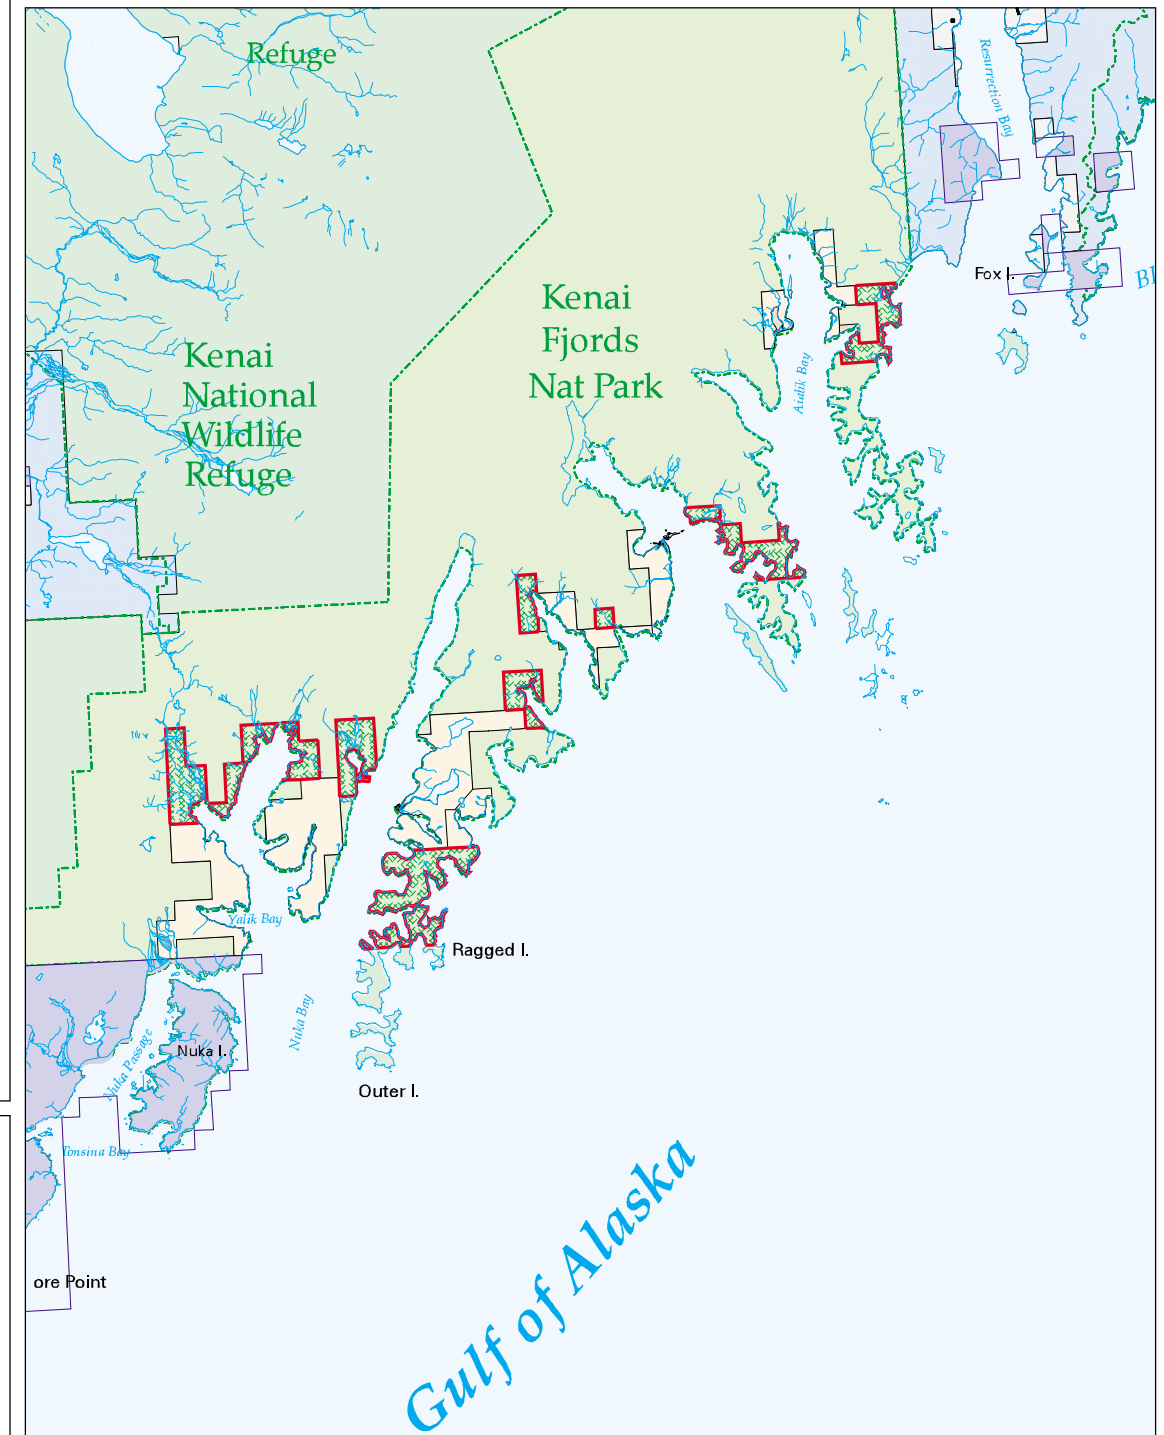 Refuge
Resurrection Bay
Fox I.
Bl
Kenai
Fjords
Nat Park
Kenai
National
Wildlife
Refuge
Aialik Bay
Yalik Bay
Ragged I.
Nuka Bay
Nuka I.
Nuka Passage
Outer I.
Tonsina Bay
Gulf of Alaska
ore Point